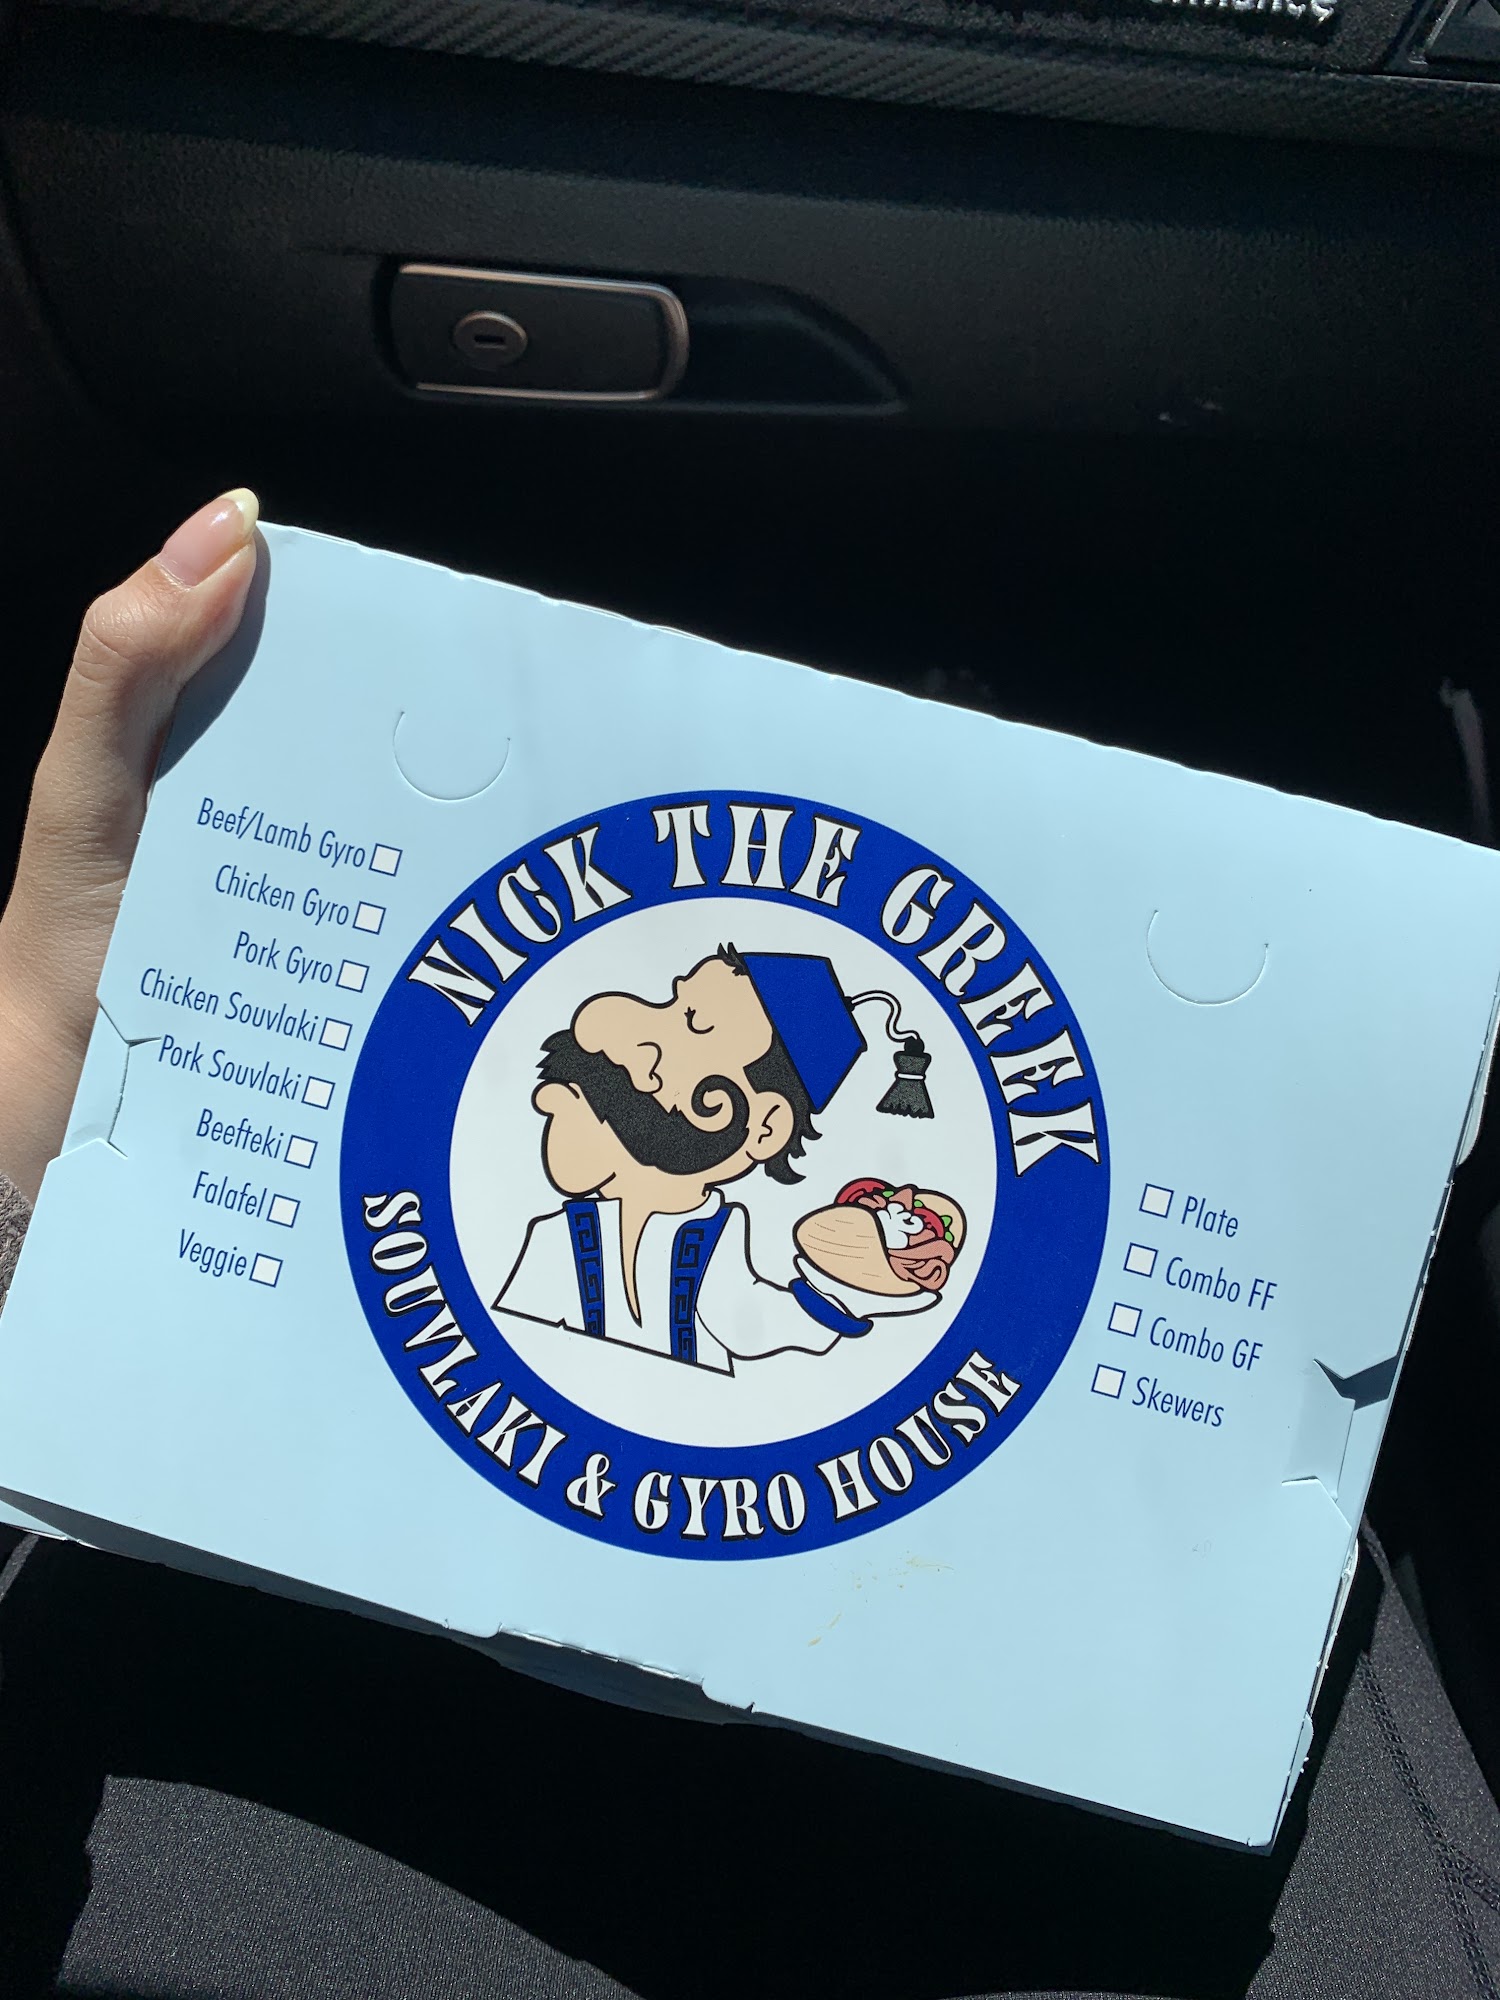 NICK THE GREEK
SOUVLAKI & GYRO HOUSE
Beef/Lamb Gyro
Chicken Gyro
Pork Gyro
Chicken Souvlaki
Pork Souvlaki
Beefteki
Falafel
Veggie
Plate
Combo FF
Combo GF
Skewers